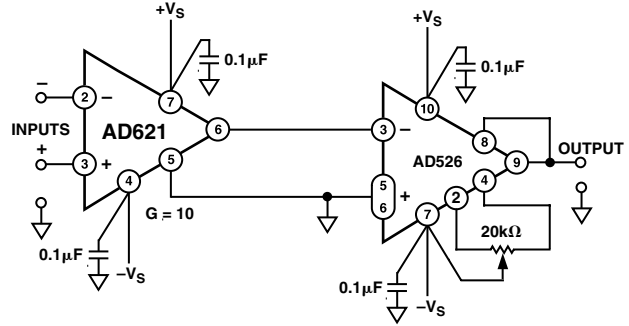 +VS
0.1µF
7
−
2
−
INPUTS
AD621
6
+
3
+
5
4
G = 10
0.1µF
−VS
+VS
0.1µF
10
3
−
8
OUTPUT
AD526
9
5
6
+
4
2
7
20kΩ
0.1µF
−VS